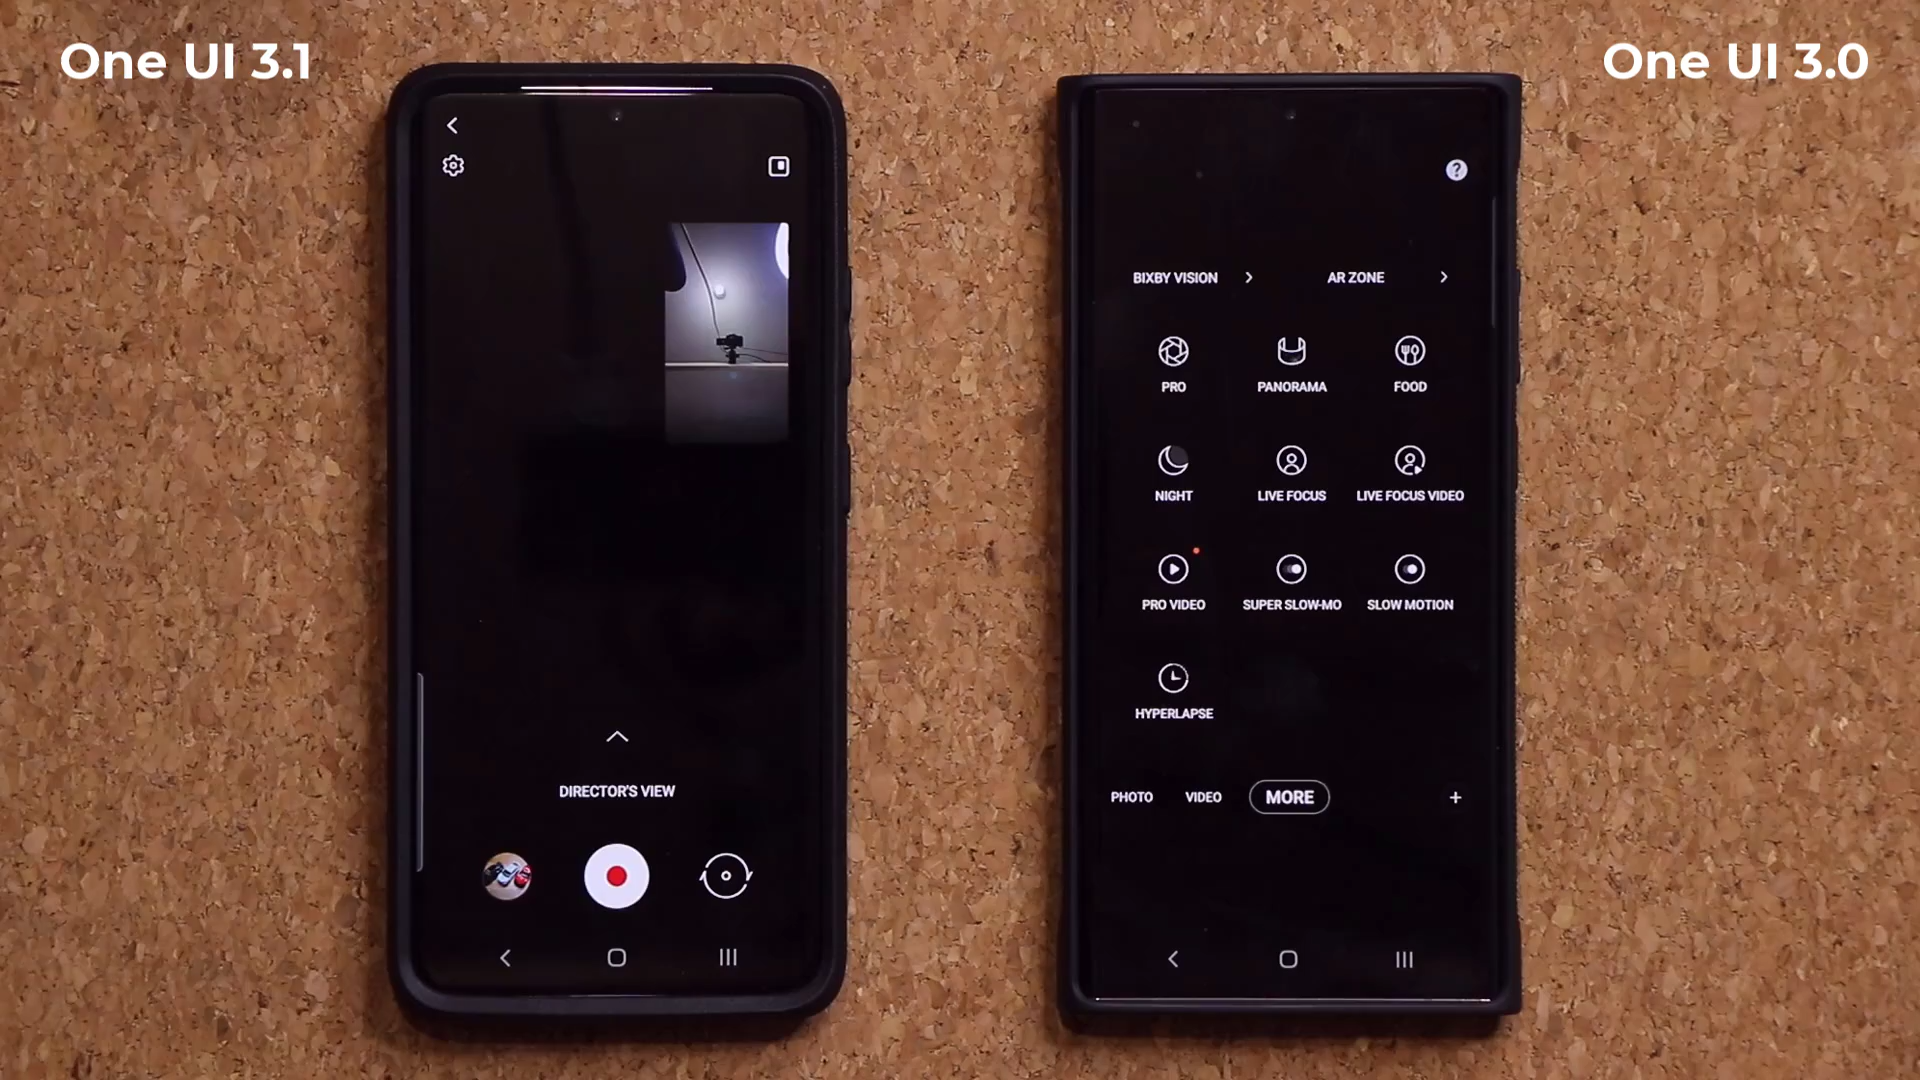 One UI 3.1
One UI 3.0
DIRECTOR'S VIEW
BIXBY VISION
AR ZONE
PRO
PANORAMA
FOOD
NIGHT
LIVE FOCUS
LIVE FOCUS VIDEO
PRO VIDEO
SUPER SLOW-MO
SLOW MOTION
HYPERLAPSE
PHOTO
VIDEO
MORE